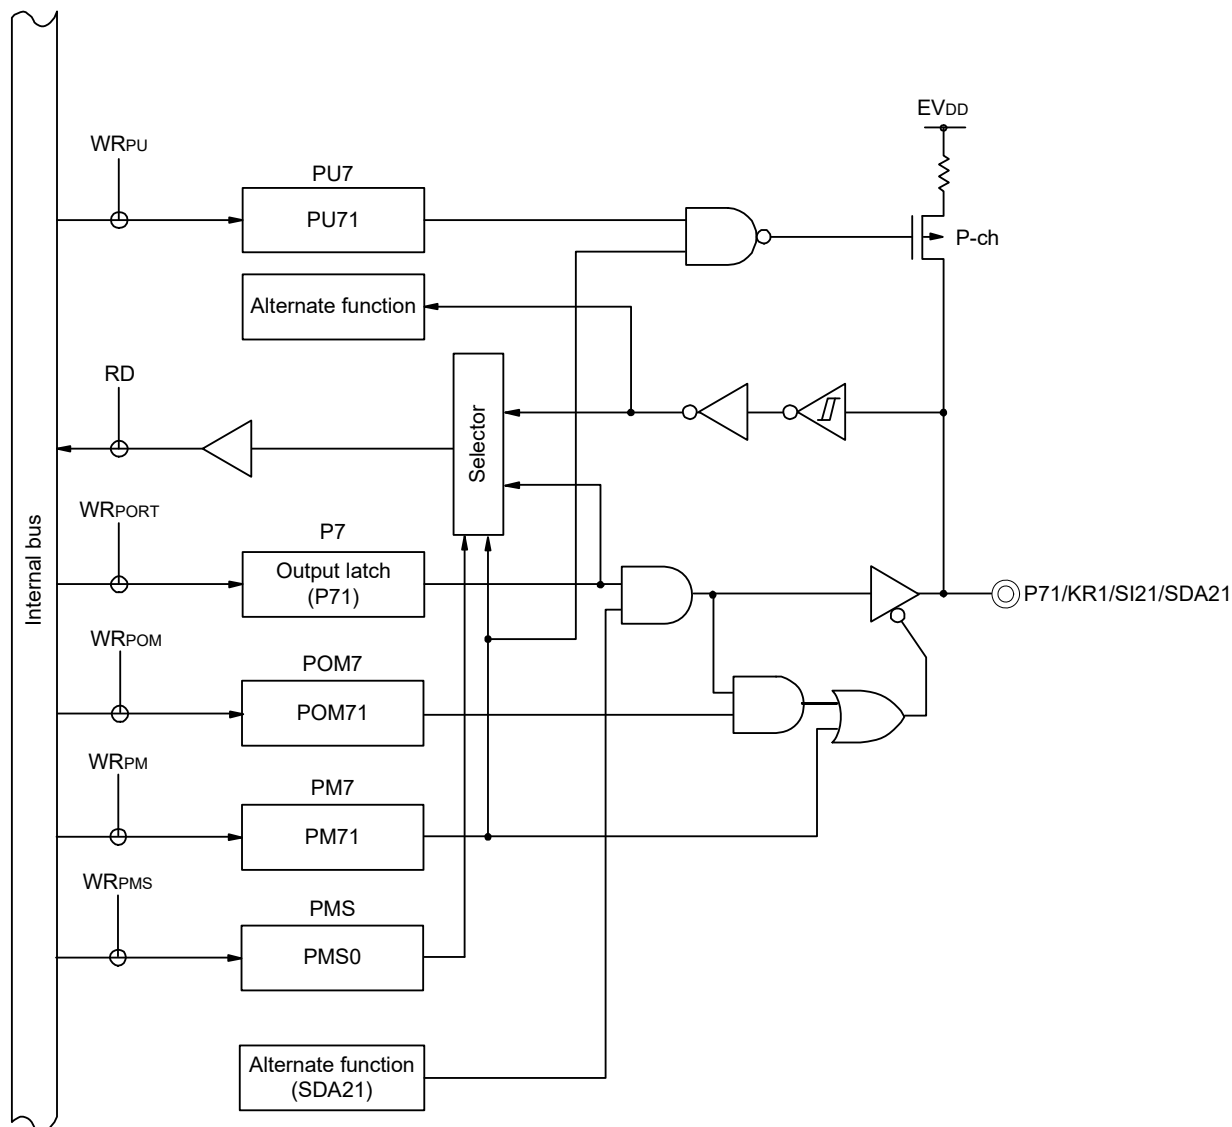 EVDD
WRPU
PU7
PU71
P-ch
Alternate function
RD
Selector
WRPORT
P7
Output latch
(P71)
Internal bus
P71/KR1/SI21/SDA21
WRPOM
POM7
POM71
WRPM
PM7
PM71
WRPMS
PMS
PMS0
Alternate function
(SDA21)